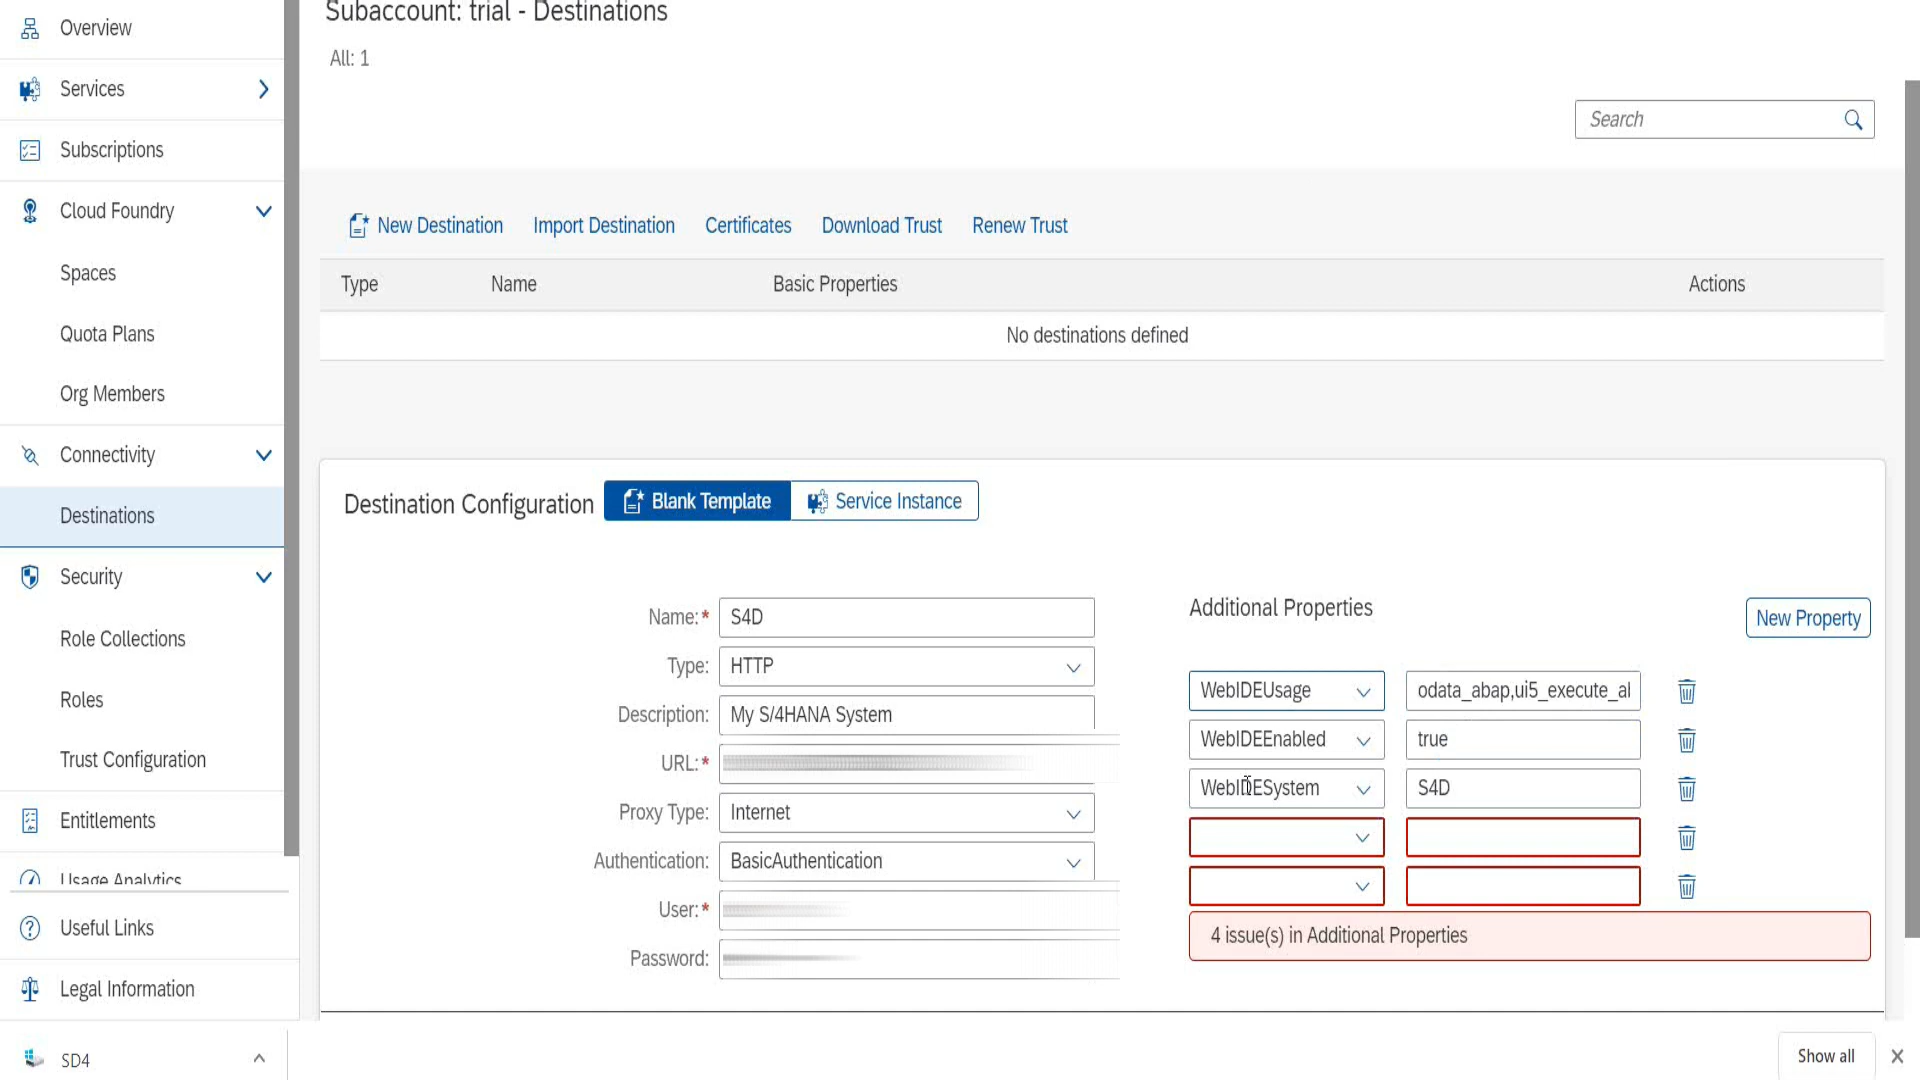 Subaccount: trial - Destinations
All: 1
Search
Overview
Services
Subscriptions
Cloud Foundry
Spaces
Quota Plans
Org Members
Connectivity
Destinations
Security
Role Collections
Roles
Trust Configuration
Entitlements
Usage Analytics
Useful Links
Legal Information
New Destination Import Destination Certificates Download Trust Renew Trust
Type Name Basic Properties Actions
No destinations defined
Destination Configuration Blank Template Service Instance
Name:* S4D
Type: HTTP
Description: My S/4HANA System
URL:*
Proxy Type: Internet
Authentication: BasicAuthentication
User:*
Password:
Additional Properties
New Property
WebIDEUsage odata_abap,ui5_execute_al
WebIDEEnabled true
WebIDESystem S4D
4 issue(s) in Additional Properties
SD4
Show all